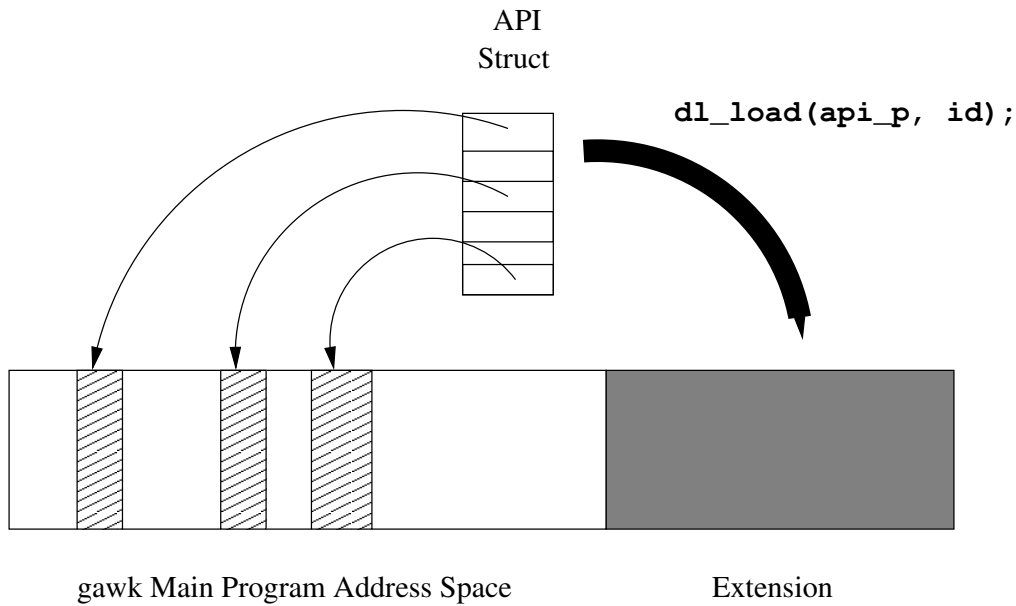 API
Struct
dl_load(api_p, id);
gawk Main Program Address Space
Extension